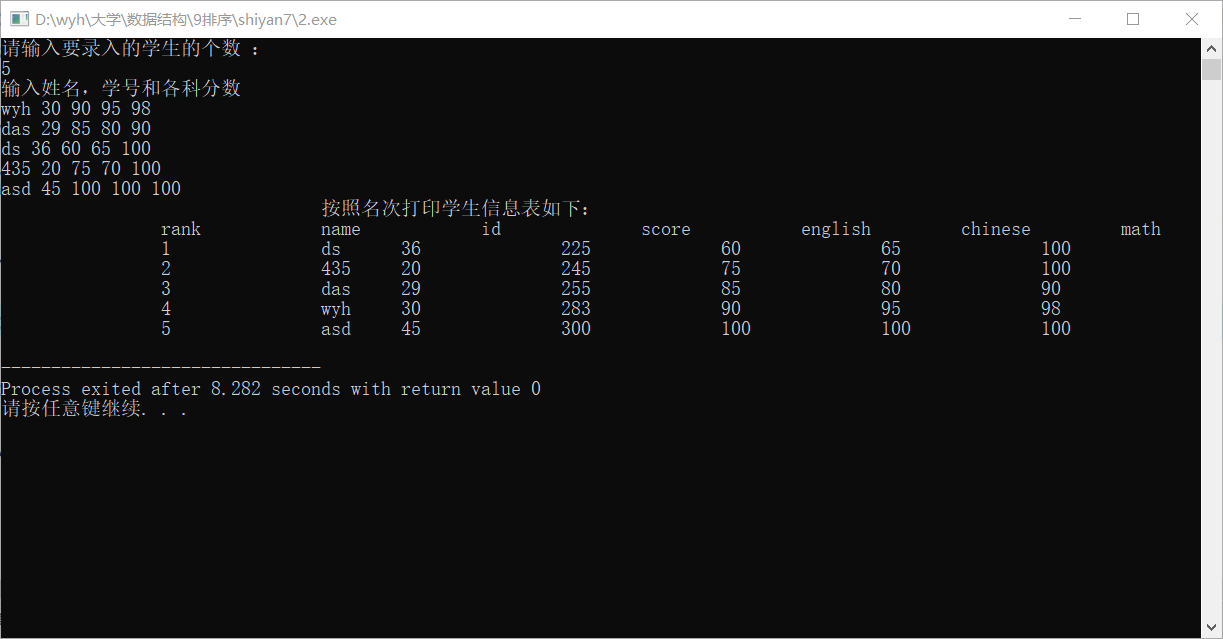 D:\wyh\大学\数据结构\9排序\shiyan7\2.exe
请输入要录入的学生的个数 ：
5
输入姓名，学号和各科分数
wyh 30 90 95 98
das 29 85 80 90
ds 36 60 65 100
435 20 75 70 100
asd 45 100 100 100
按照名次打印学生信息表如下：
rank name id score english chinese math
1 ds 36 225 60 65 100
2 435 20 245 75 70 100
3 das 29 255 85 80 90
4 wyh 30 283 90 95 98
5 asd 45 300 100 100 100
--------------------------------
Process exited after 8.282 seconds with return value 0
请按任意键继续. . .